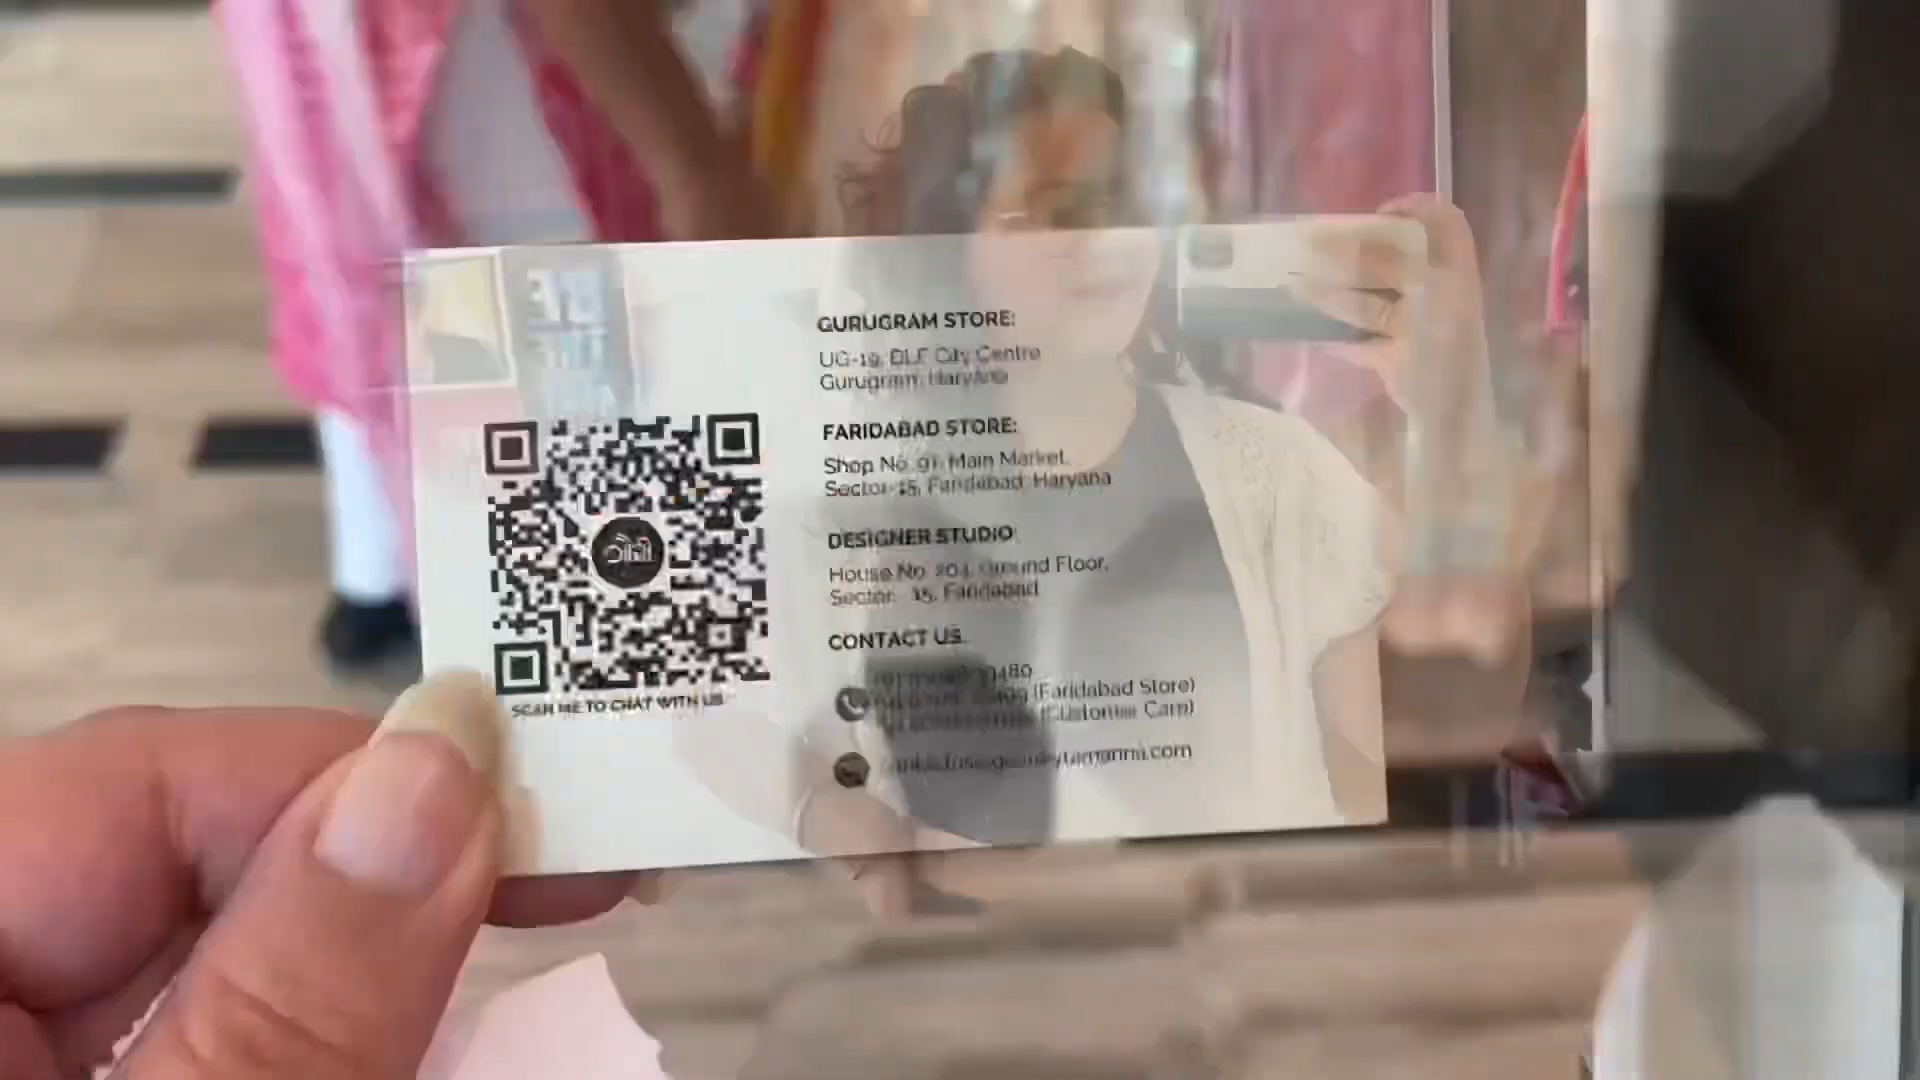 GURUGRAM STORE:
UG-19, DLF City Centre
Gurugram, Haryana
FARIDABAD STORE:
Shop No. 91, Main Market,
Sector-15, Faridabad, Haryana
DESIGNER STUDIO:
House No. 204, Ground Floor,
Sector - 15, Faridabad
CONTACT US:
(Faridabad Store)
(Customer Care)
SCAN ME TO CHAT WITH US